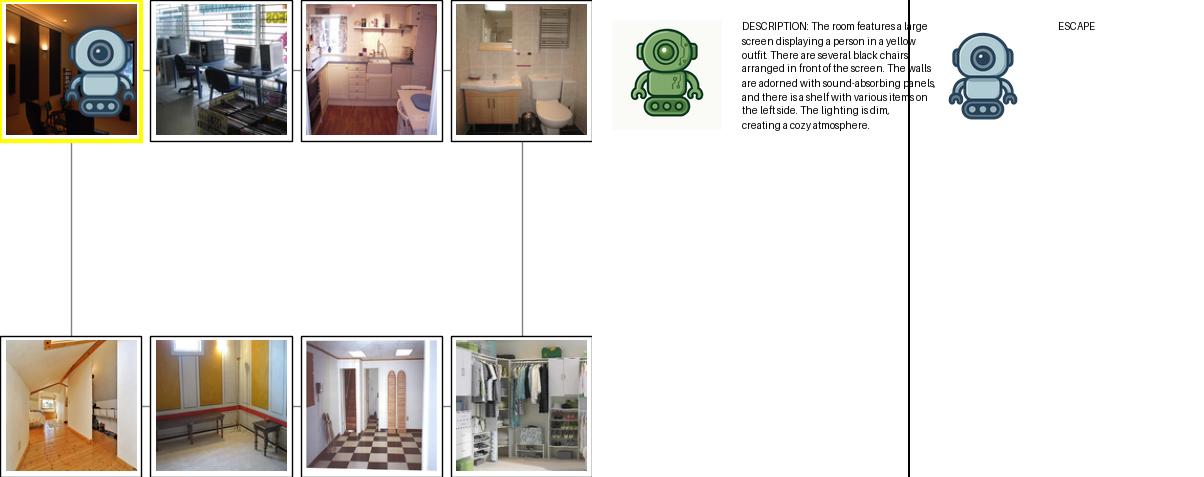 DESCRIPTION: The room features a large
screen displaying a person in a yellow
outfit. There are several black chairs
arranged in front of the screen. The walls
are adorned with sound-absorbing panels,
and there is a shelf with various items on
the left side. The lighting is dim,
creating a cozy atmosphere.
ESCAPE